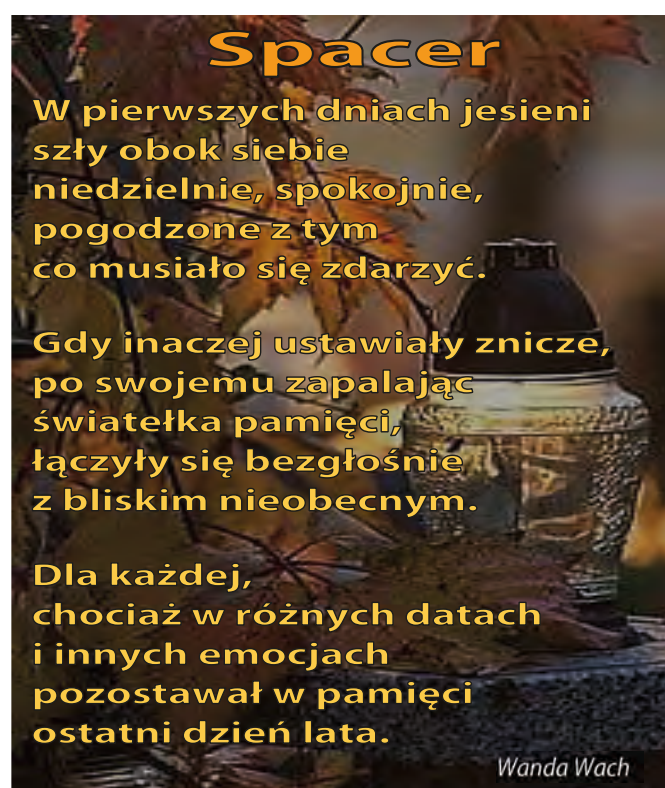 Spacer
W pierwszych dniach jesieni
szły obok siebie
niedzielnie, spokojnie,
pogodzone z tym
co musiało się zdarzyć.
Gdy inaczej ustawiały znicze,
po swojemu zapalając
światełka pamięci,
łączyły się bezgłośnie
z bliskim nieobecnym.
Dla każdej,
chociaż w różnych datach
i innych emocjach
pozostawał w pamięci
ostatni dzień lata.
Wanda Wach